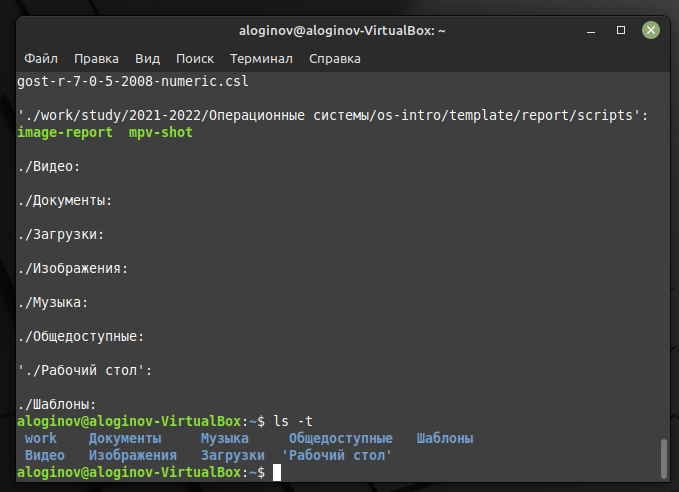 aloginov@aloginov-VirtualBox: ~
Файл Правка Вид Поиск Терминал Справка
gost-r-7-0-5-2008-numeric.csl
'./work/study/2021-2022/Операционные системы/os-intro/template/report/scripts':
image-report mpv-shot
./Видео:
./Документы:
./Загрузки:
./Изображения:
./Музыка:
./Общедоступные:
'./Рабочий стол':
./Шаблоны:
aloginov@aloginov-VirtualBox:~$ ls -t
work Документы Музыка Общедоступные Шаблоны
Видео Изображения Загрузки 'Рабочий стол'
aloginov@aloginov-VirtualBox:~$